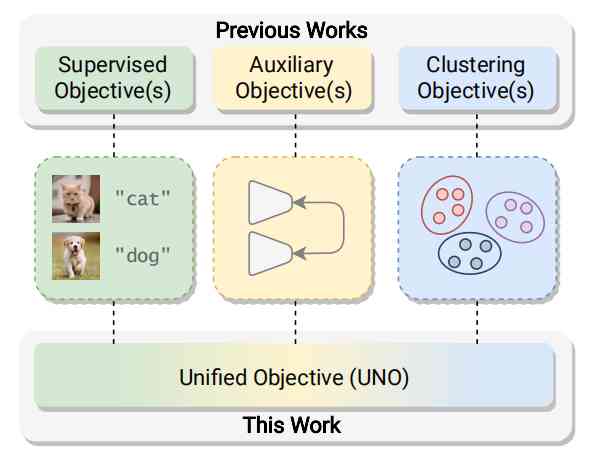 Previous Works
Supervised
Objective(s)
Auxiliary
Objective(s)
Clustering
Objective(s)
"cat"
"dog"
Unified Objective (UNO)
This Work